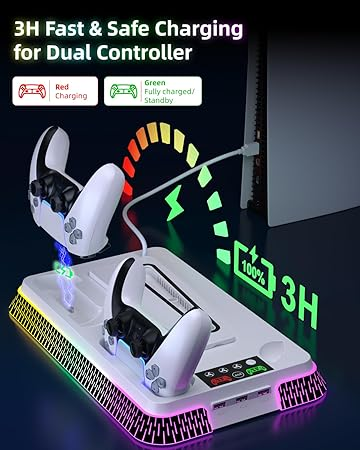 3H Fast & Safe Charging
for Dual Controller
Red
Charging
Green
Fully charged/
Standby
100%
3H